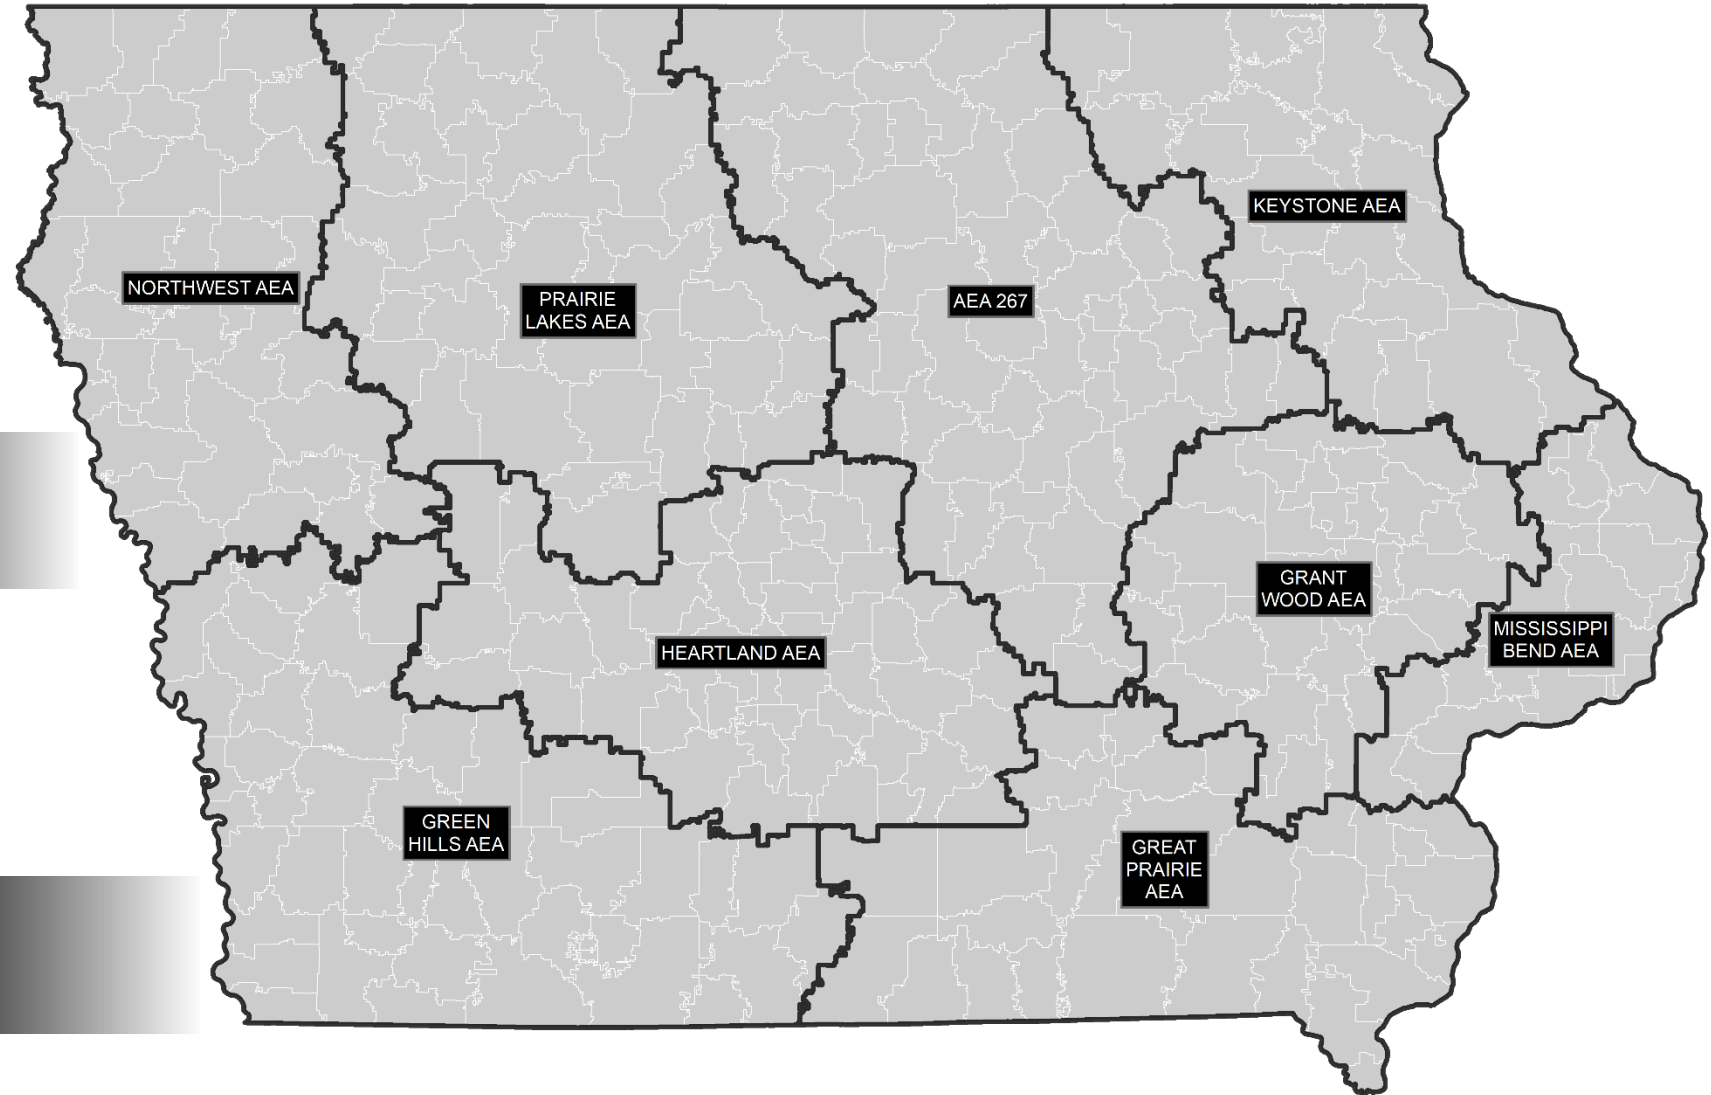 KEYSTONE AEA
NORTHWEST AEA
PRAIRIE
LAKES AEA
AEA 267
GRANT
WOOD AEA
MISSISSIPPI
BEND AEA
HEARTLAND AEA
GREEN
HILLS AEA
GREAT
PRAIRIE
AEA